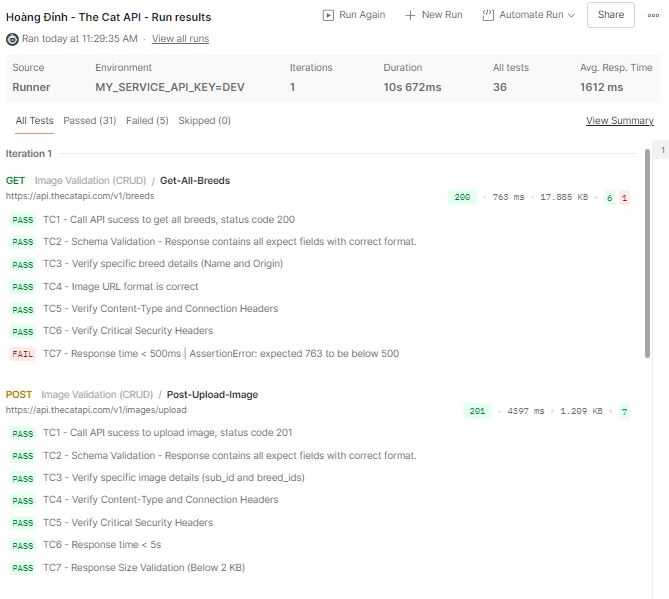 Hoàng Đình - The Cat API - Run results
Run Again
New Run
Automate Run
Share
Ran today at 11:29:35 AM · View all runs
Source Environment Iterations Duration All tests Avg. Resp. Time
Runner MY_SERVICE_API_KEY=DEV 1 10s 672ms 36 1612 ms
All Tests Passed (31) Failed (5) Skipped (0) View Summary
Iteration 1
1
GET Image Validation (CRUD) / Get-All-Breeds
https://api.thecatapi.com/v1/breeds 200 · 763 ms · 17.885 KB · 6 1
PASS TC1 - Call API sucess to get all breeds, status code 200
PASS TC2 - Schema Validation - Response contains all expect fields with correct format.
PASS TC3 - Verify specific breed details (Name and Origin)
PASS TC4 - Image URL format is correct
PASS TC5 - Verify Content-Type and Connection Headers
PASS TC6 - Verify Critical Security Headers
FAIL TC7 - Response time < 500ms | AssertionError: expected 763 to be below 500
POST Image Validation (CRUD) / Post-Upload-Image
https://api.thecatapi.com/v1/images/upload 201 · 4397 ms · 1.209 KB · 7
PASS TC1 - Call API sucess to upload image, status code 201
PASS TC2 - Schema Validation - Response contains all expect fields with correct format.
PASS TC3 - Verify specific image details (sub_id and breed_ids)
PASS TC4 - Verify Content-Type and Connection Headers
PASS TC5 - Verify Critical Security Headers
PASS TC6 - Response time < 5s
PASS TC7 - Response Size Validation (Below 2 KB)